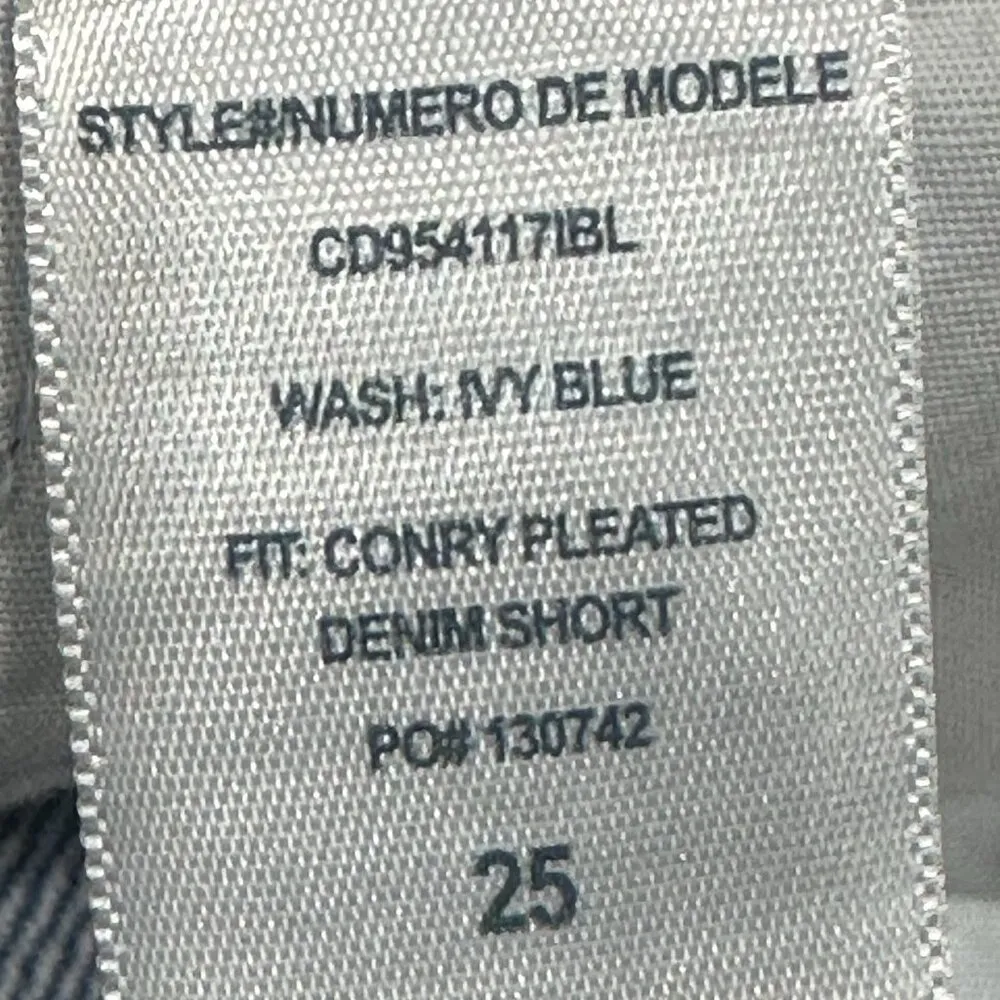 STYLE#/NUMERO DE MODELE
CD954117IBL
WASH: IVY BLUE
FIT: CONRY PLEATED
DENIM SHORT
PO# 130742
25